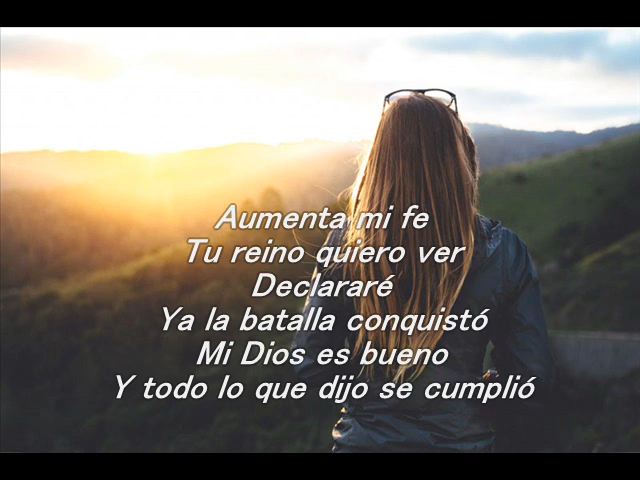 Aumenta mi fe
Tu reino quiero ver
Declararé
Ya la batalla conquistó
Mi Dios es bueno
Y todo lo que dijo se cumplió